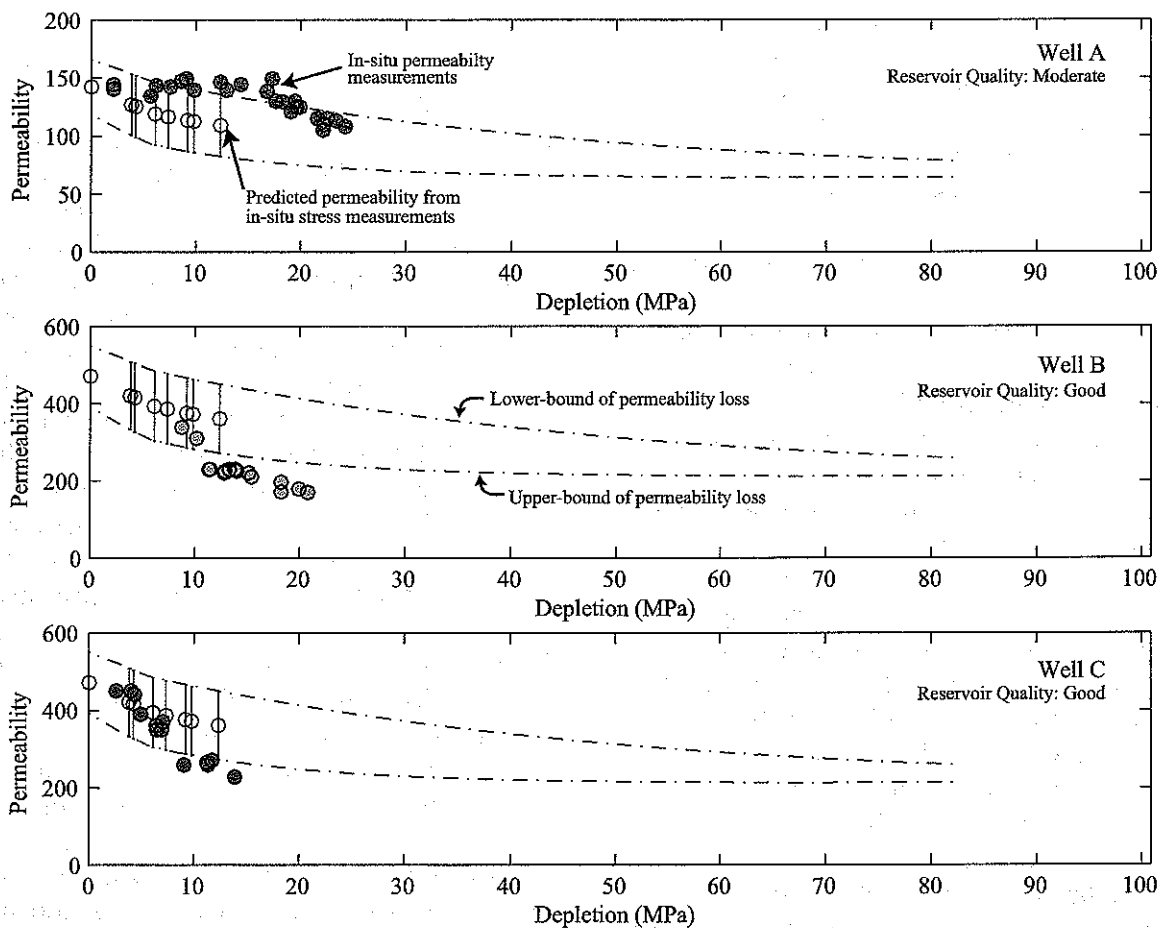 200
150
100
50
0
Permeability
In-situ permeabilty
measurements
Well A
Reservoir Quality: Moderate
Predicted permeability from
in-situ stress measurements
0 10 20 30 40 50 60 70 80 90 100
Depletion (MPa)
600
400
200
0
Permeability
Well B
Reservoir Quality: Good
Lower-bound of permeability loss
Upper-bound of permeability loss
0 10 20 30 40 50 60 70 80 90 100
Depletion (MPa)
600
400
200
0
Permeability
Well C
Reservoir Quality: Good
0 10 20 30 40 50 60 70 80 90 100
Depletion (MPa)